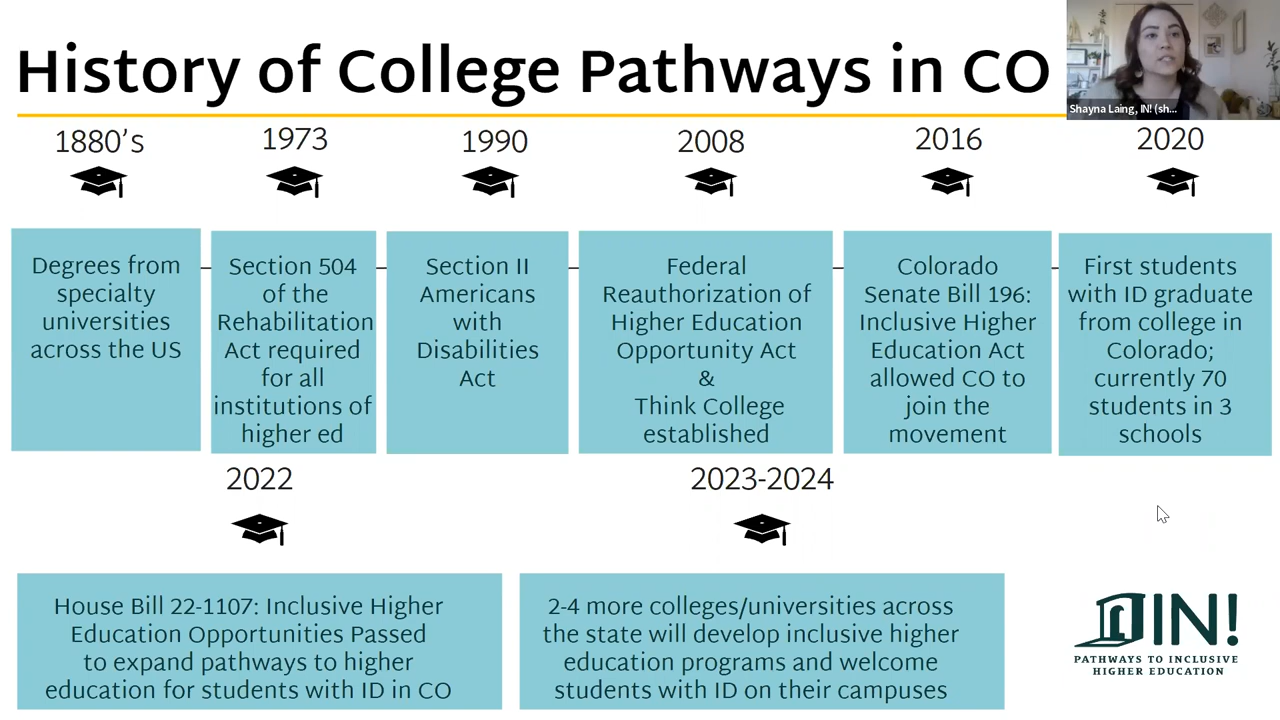 History of College Pathways in CO
Shayna Laing, IN! (sh...
1880's
1973
1990
2008
2016
2020
Degrees from
specialty
universities
across the US
Section 504
of the
Rehabilitation
Act required
for all
institutions of
higher ed
Section II
Americans
with
Disabilities
Act
Federal
Reauthorization of
Higher Education
Opportunity Act
&
Think College
established
Colorado
Senate Bill 196:
Inclusive Higher
Education Act
allowed CO to
join the
movement
First students
with ID graduate
from college in
Colorado;
currently 70
students in 3
schools
2022
2023-2024
House Bill 22-1107: Inclusive Higher
Education Opportunities Passed
to expand pathways to higher
education for students with ID in CO
2-4 more colleges/universities across
the state will develop inclusive higher
education programs and welcome
students with ID on their campuses
IN!
PATHWAYS TO INCLUSIVE
HIGHER EDUCATION